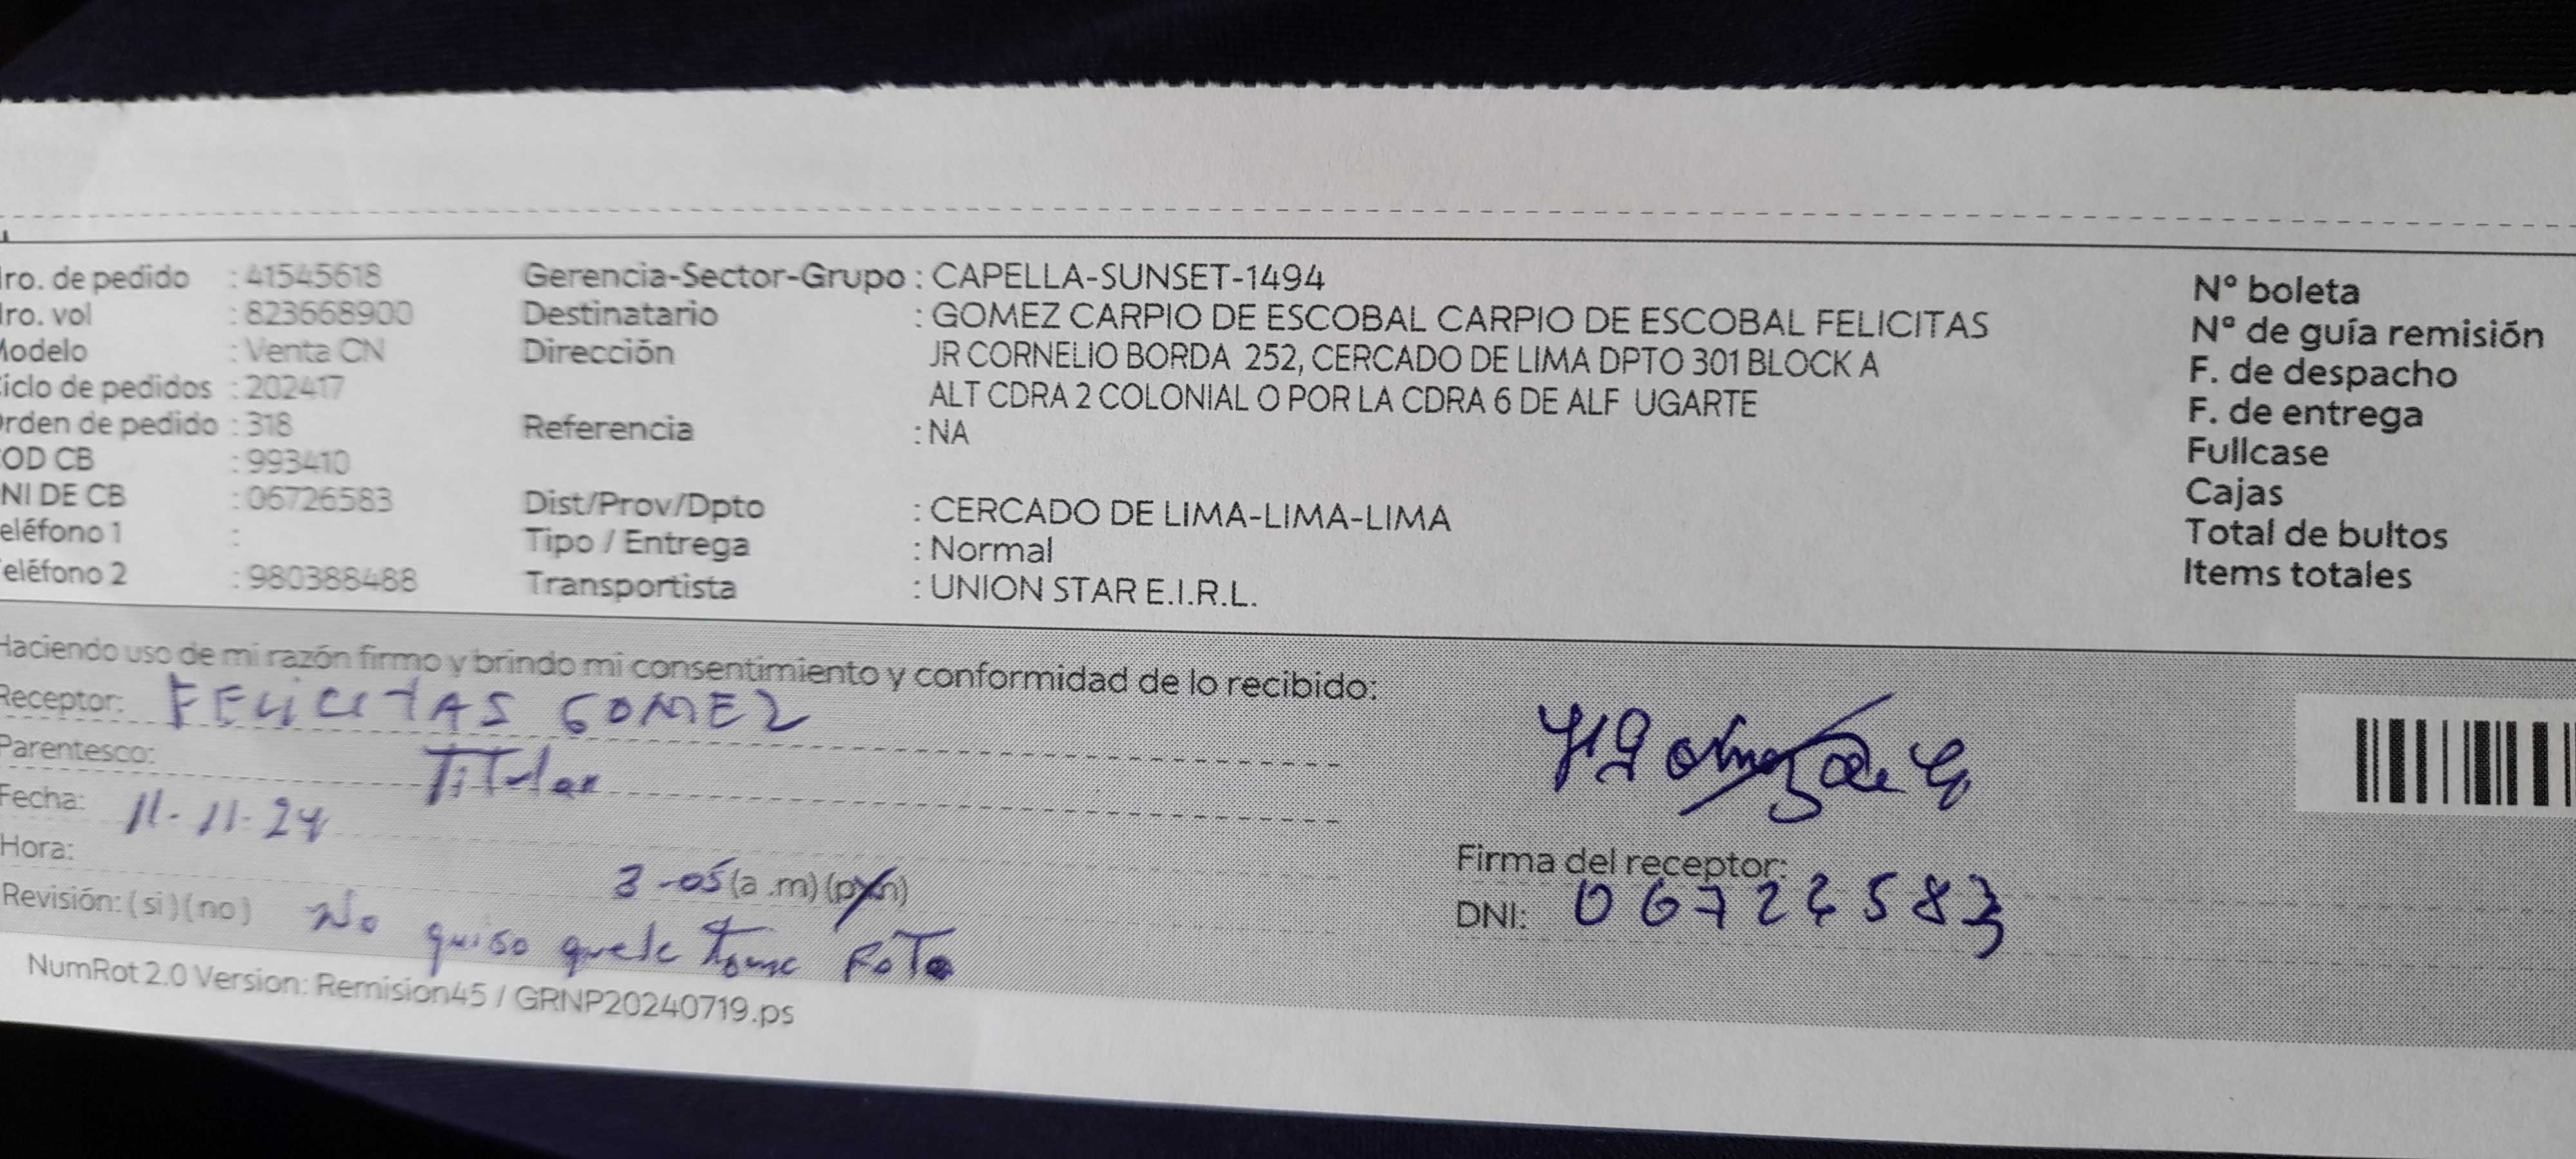 ro. de pedido : 41545618
ro. vol : 823668900
Modelo : Venta CN
iclo de pedidos : 202417
rden de pedido : 318
OD CB : 993410
NI DE CB : 06726583
eléfono 1 :
eléfono 2 : 980388488
Gerencia-Sector-Grupo : CAPELLA-SUNSET-1494
Destinatario : GOMEZ CARPIO DE ESCOBAL CARPIO DE ESCOBAL FELICITAS
Dirección JR CORNELIO BORDA 252, CERCADO DE LIMA DPTO 301 BLOCK A
ALT CDRA 2 COLONIAL O POR LA CDRA 6 DE ALF UGARTE
Referencia : NA
Dist/Prov/Dpto : CERCADO DE LIMA-LIMA-LIMA
Tipo / Entrega : Normal
Transportista : UNION STAR E.I.R.L.
N° boleta
N° de guía remisión
F. de despacho
F. de entrega
Fullcase
Cajas
Total de bultos
Items totales
Haciendo uso de mi razón firmo y brindo mi consentimiento y conformidad de lo recibido:
Receptor: FELICITAS GOMEZ
Parentesco: Titular
Fecha: 11-11-24
Hora: 3-05 (a .m) (p.m)
Revisión: (si) (no) No quiso que le tome FoTo
Firma del receptor:
DNI: 06726583
NumRot 2.0 Version: Remision45 / GRNP20240719.ps